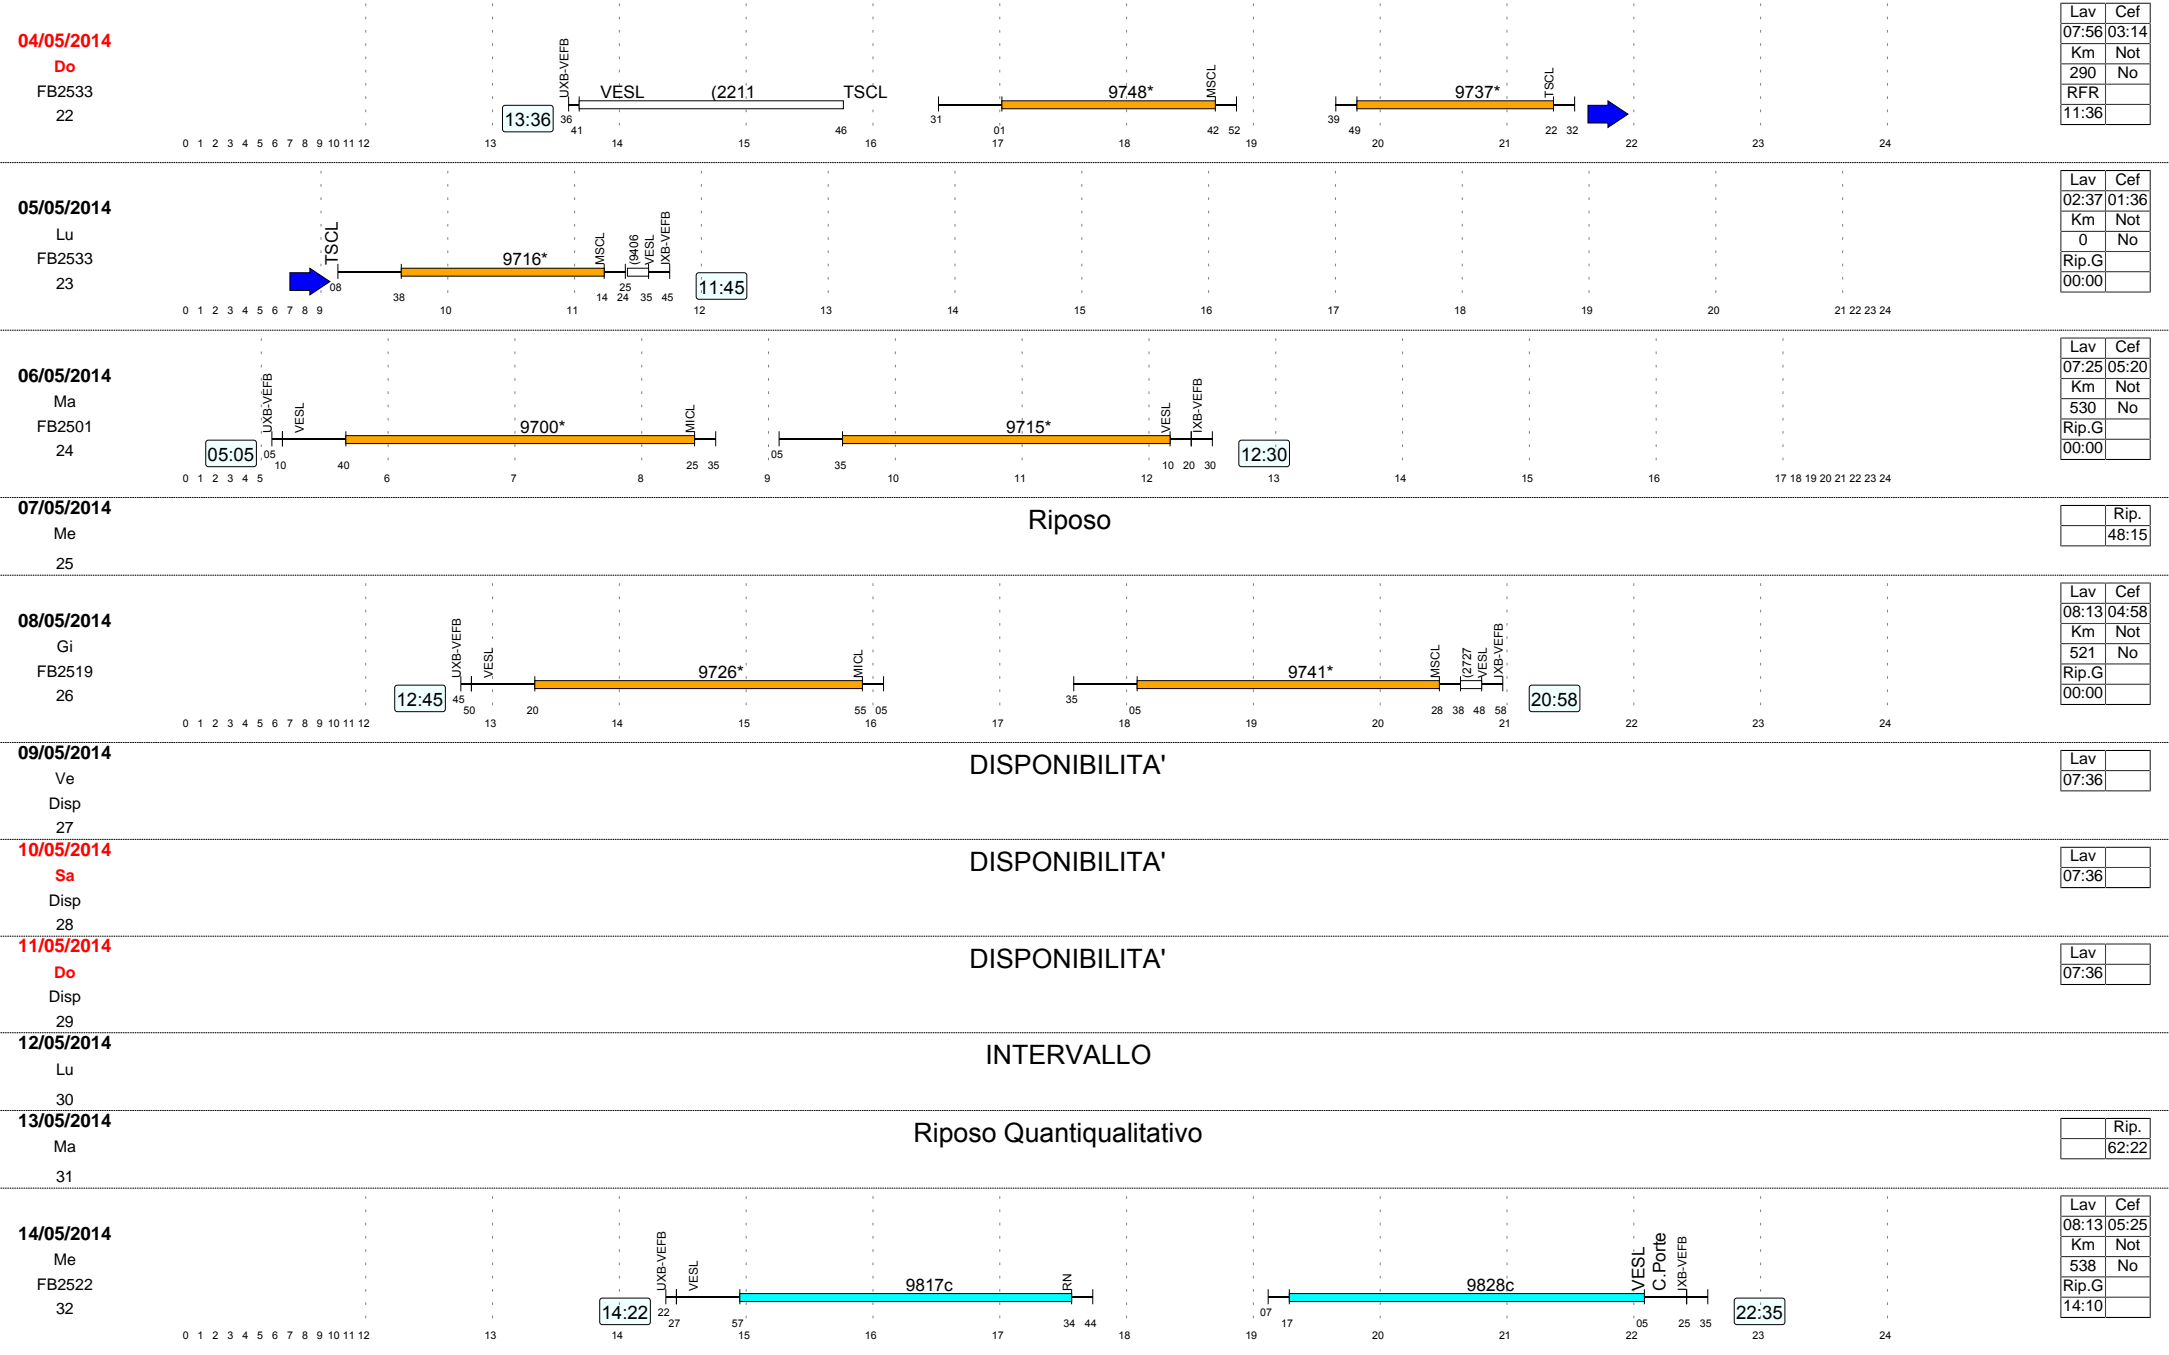 04/05/2014
Do
FB2533
22
13:36
UXB-VEFB
VESL (2211 TSCL
9748*
MSCL
9737*
TSCL
36 41 46 31 01 42 52 39 49 22 32
0 1 2 3 4 5 6 7 8 9 10 11 12 13 14 15 16 17 18 19 20 21 22 23 24
Lav Cef
07:56 03:14
Km Not
290 No
RFR
11:36
05/05/2014
Lu
FB2533
23
TSCL
9716*
MSCL
(9406
VESL
IXB-VEFB
11:45
08 38 14 24 25 35 45
0 1 2 3 4 5 6 7 8 9 10 11 12 13 14 15 16 17 18 19 20 21 22 23 24
Lav Cef
02:37 01:36
Km Not
0 No
Rip.G
00:00
06/05/2014
Ma
FB2501
24
05:05
UXB-VEFB
VESL
9700*
MICL
9715*
VESL
IXB-VEFB
12:30
05 10 40 25 35 05 35 10 20 30
0 1 2 3 4 5 6 7 8 9 10 11 12 13 14 15 16 17 18 19 20 21 22 23 24
Lav Cef
07:25 05:20
Km Not
530 No
Rip.G
00:00
07/05/2014
Me
25
Riposo
Rip.
48:15
08/05/2014
Gi
FB2519
26
12:45
UXB-VEFB
VESL
9726*
MICL
9741*
MSCL
(2727
VESL
IXB-VEFB
20:58
45 50 20 55 05 35 05 28 38 48 58
0 1 2 3 4 5 6 7 8 9 10 11 12 13 14 15 16 17 18 19 20 21 22 23 24
Lav Cef
08:13 04:58
Km Not
521 No
Rip.G
00:00
09/05/2014
Ve
Disp
27
DISPONIBILITA'
Lav
07:36
10/05/2014
Sa
Disp
28
DISPONIBILITA'
Lav
07:36
11/05/2014
Do
Disp
29
DISPONIBILITA'
Lav
07:36
12/05/2014
Lu
30
INTERVALLO
13/05/2014
Ma
31
Riposo Quantiqualitativo
Rip.
62:22
14/05/2014
Me
FB2522
32
14:22
UXB-VEFB
VESL
9817c
RN
9828c
VESL
C.Porte
IXB-VEFB
22:35
22 27 57 34 44 07 17 05 25 35
0 1 2 3 4 5 6 7 8 9 10 11 12 13 14 15 16 17 18 19 20 21 22 23 24
Lav Cef
08:13 05:25
Km Not
538 No
Rip.G
14:10